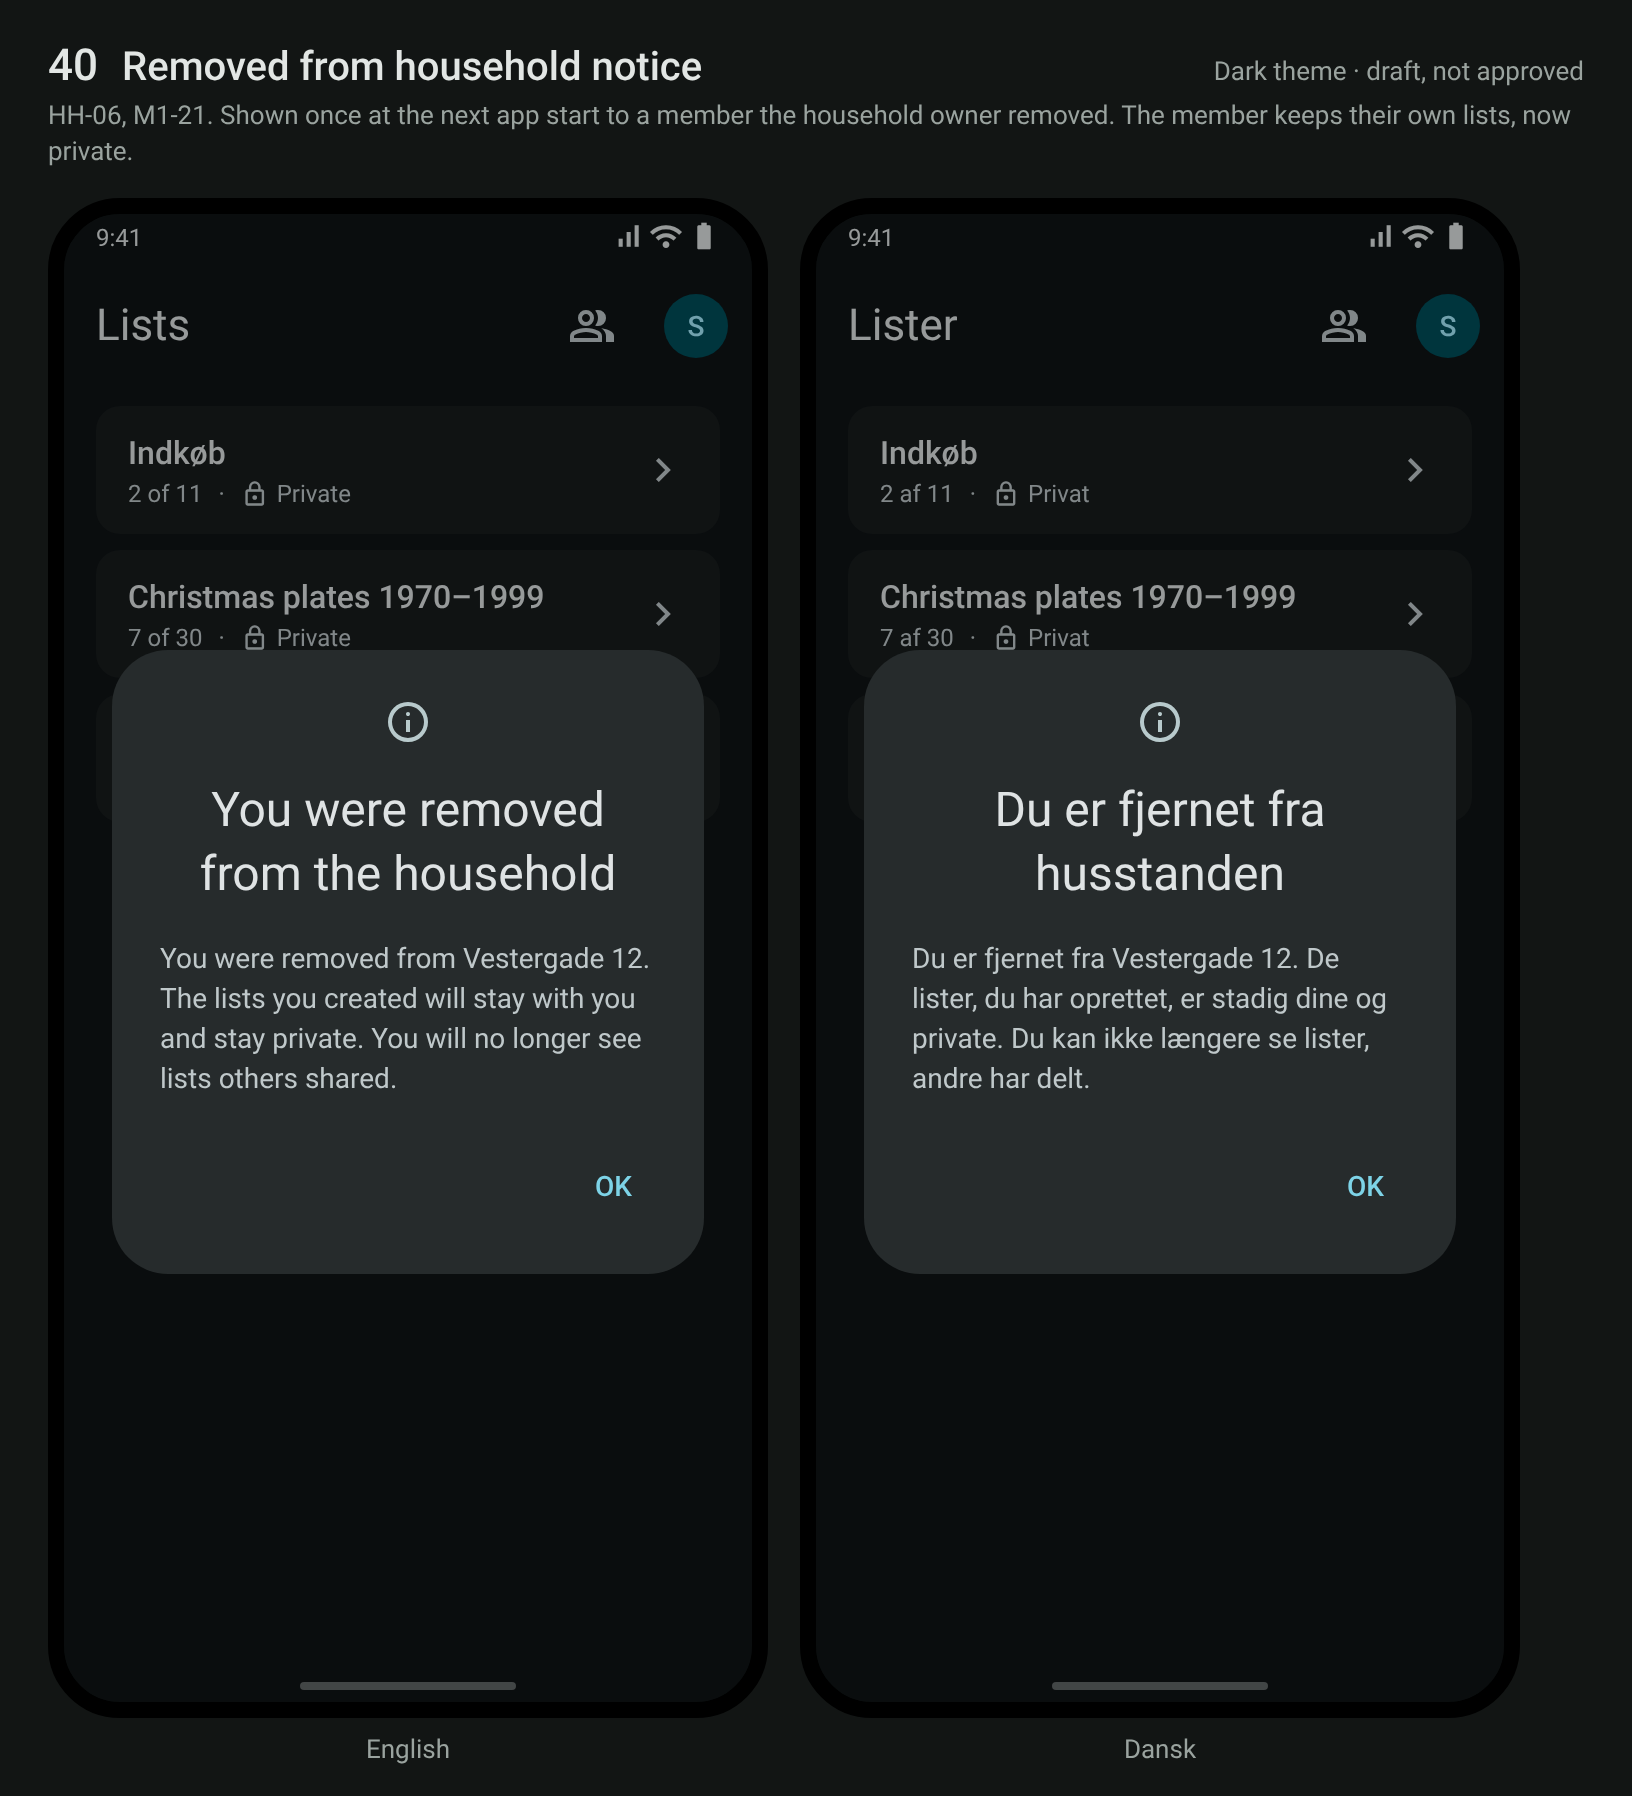 40 Removed from household notice
Dark theme · draft, not approved
HH-06, M1-21. Shown once at the next app start to a member the household owner removed. The member keeps their own lists, now
private.
9:41
Lists
S
Indkøb
2 of 11 · Private
Christmas plates 1970–1999
7 of 30 · Private
You were removed
from the household
You were removed from Vestergade 12.
The lists you created will stay with you
and stay private. You will no longer see
lists others shared.
OK
English
9:41
Lister
S
Indkøb
2 af 11 · Privat
Christmas plates 1970–1999
7 af 30 · Privat
Du er fjernet fra
husstanden
Du er fjernet fra Vestergade 12. De
lister, du har oprettet, er stadig dine og
private. Du kan ikke længere se lister,
andre har delt.
OK
Dansk